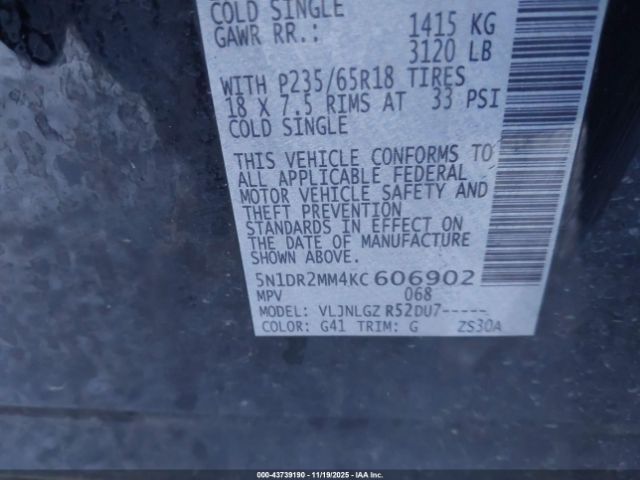 COLD SINGLE
GAWR RR.: 1415 KG
3120 LB
WITH P235/65R18 TIRES
18 X 7.5 RIMS AT 33 PSI
COLD SINGLE
THIS VEHICLE CONFORMS TO
ALL APPLICABLE FEDERAL
MOTOR VEHICLE SAFETY AND
THEFT PREVENTION
STANDARDS IN EFFECT ON
THE DATE OF MANUFACTURE
SHOWN ABOVE.
5N1DR2MM4KC606902
MPV 068
MODEL: VLJNLGZ R52DU7-----
COLOR: G41 TRIM: G ZS30A
000-43739190 - 11/19/2025 - IAA Inc.